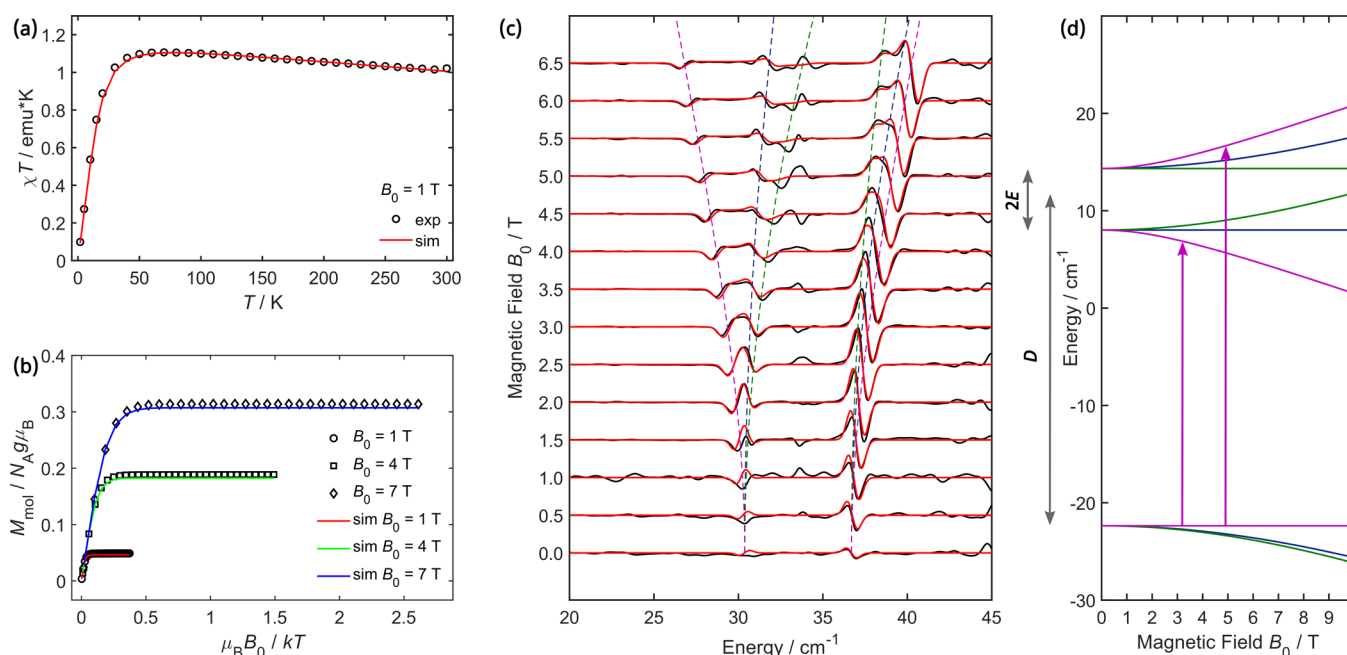 (a)
1.2
1
0.8
0.6
0.4
0.2
0
χT / emu*K
B₀ = 1 T
exp
sim
0 50 100 150 200 250 300
T / K
(b)
0.4
0.3
0.2
0.1
0
M_mol / N_A gμ_B
B₀ = 1 T
B₀ = 4 T
B₀ = 7 T
sim B₀ = 1 T
sim B₀ = 4 T
sim B₀ = 7 T
0 0.5 1 1.5 2 2.5
μ_B B₀ / kT
(c)
Magnetic Field B₀ / T
6.5
6.0
5.5
5.0
4.5
4.0
3.5
3.0
2.5
2.0
1.5
1.0
0.5
0.0
20 25 30 35 40 45
Energy / cm⁻¹
(d)
2E
D
Energy / cm⁻¹
30
20
10
0
-10
-20
-30
0 1 2 3 4 5 6 7 8 9
Magnetic Field B₀ / T